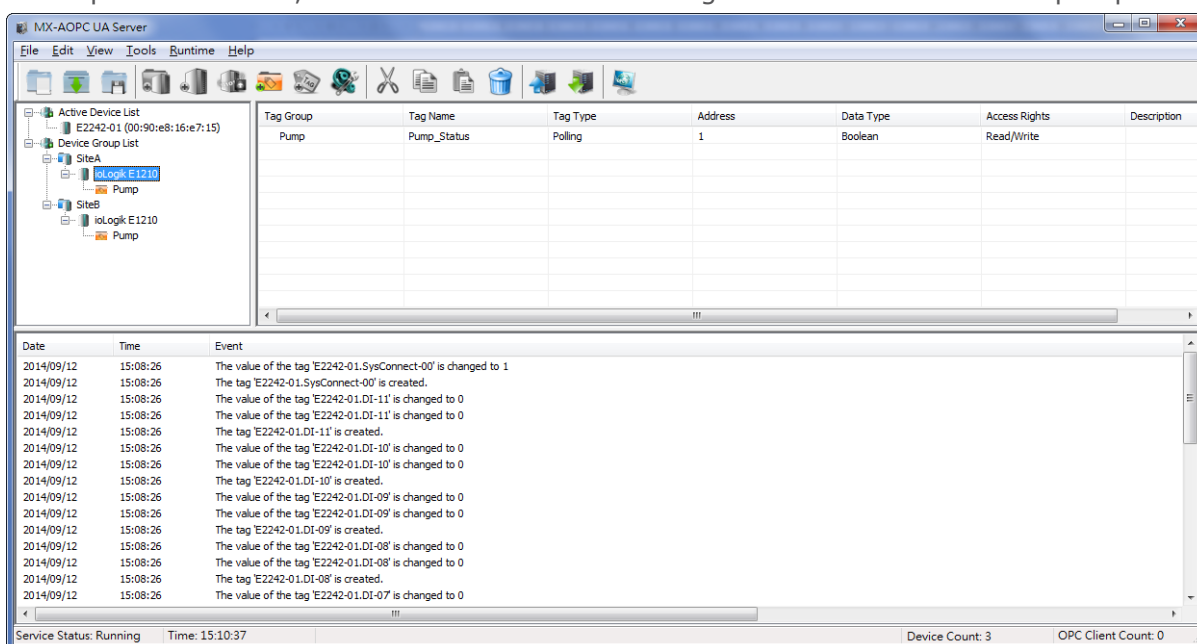 MX-AOPC UA Server
File Edit View Tools Runtime Help
Active Device List
E2242-01 (00:90:e8:16:e7:15)
Device Group List
SiteA
ioLogik E1210
Pump
SiteB
ioLogik E1210
Pump
Tag Group Tag Name Tag Type Address Data Type Access Rights Description
Pump Pump_Status Polling 1 Boolean Read/Write
Date Time Event
2014/09/12 15:08:26 The value of the tag 'E2242-01.SysConnect-00' is changed to 1
2014/09/12 15:08:26 The tag 'E2242-01.SysConnect-00' is created.
2014/09/12 15:08:26 The value of the tag 'E2242-01.DI-11' is changed to 0
2014/09/12 15:08:26 The value of the tag 'E2242-01.DI-11' is changed to 0
2014/09/12 15:08:26 The tag 'E2242-01.DI-11' is created.
2014/09/12 15:08:26 The value of the tag 'E2242-01.DI-10' is changed to 0
2014/09/12 15:08:26 The value of the tag 'E2242-01.DI-10' is changed to 0
2014/09/12 15:08:26 The tag 'E2242-01.DI-10' is created.
2014/09/12 15:08:26 The value of the tag 'E2242-01.DI-09' is changed to 0
2014/09/12 15:08:26 The value of the tag 'E2242-01.DI-09' is changed to 0
2014/09/12 15:08:26 The tag 'E2242-01.DI-09' is created.
2014/09/12 15:08:26 The value of the tag 'E2242-01.DI-08' is changed to 0
2014/09/12 15:08:26 The value of the tag 'E2242-01.DI-08' is changed to 0
2014/09/12 15:08:26 The tag 'E2242-01.DI-08' is created.
2014/09/12 15:08:26 The value of the tag 'E2242-01.DI-07' is changed to 0
Service Status: Running Time: 15:10:37 Device Count: 3 OPC Client Count: 0